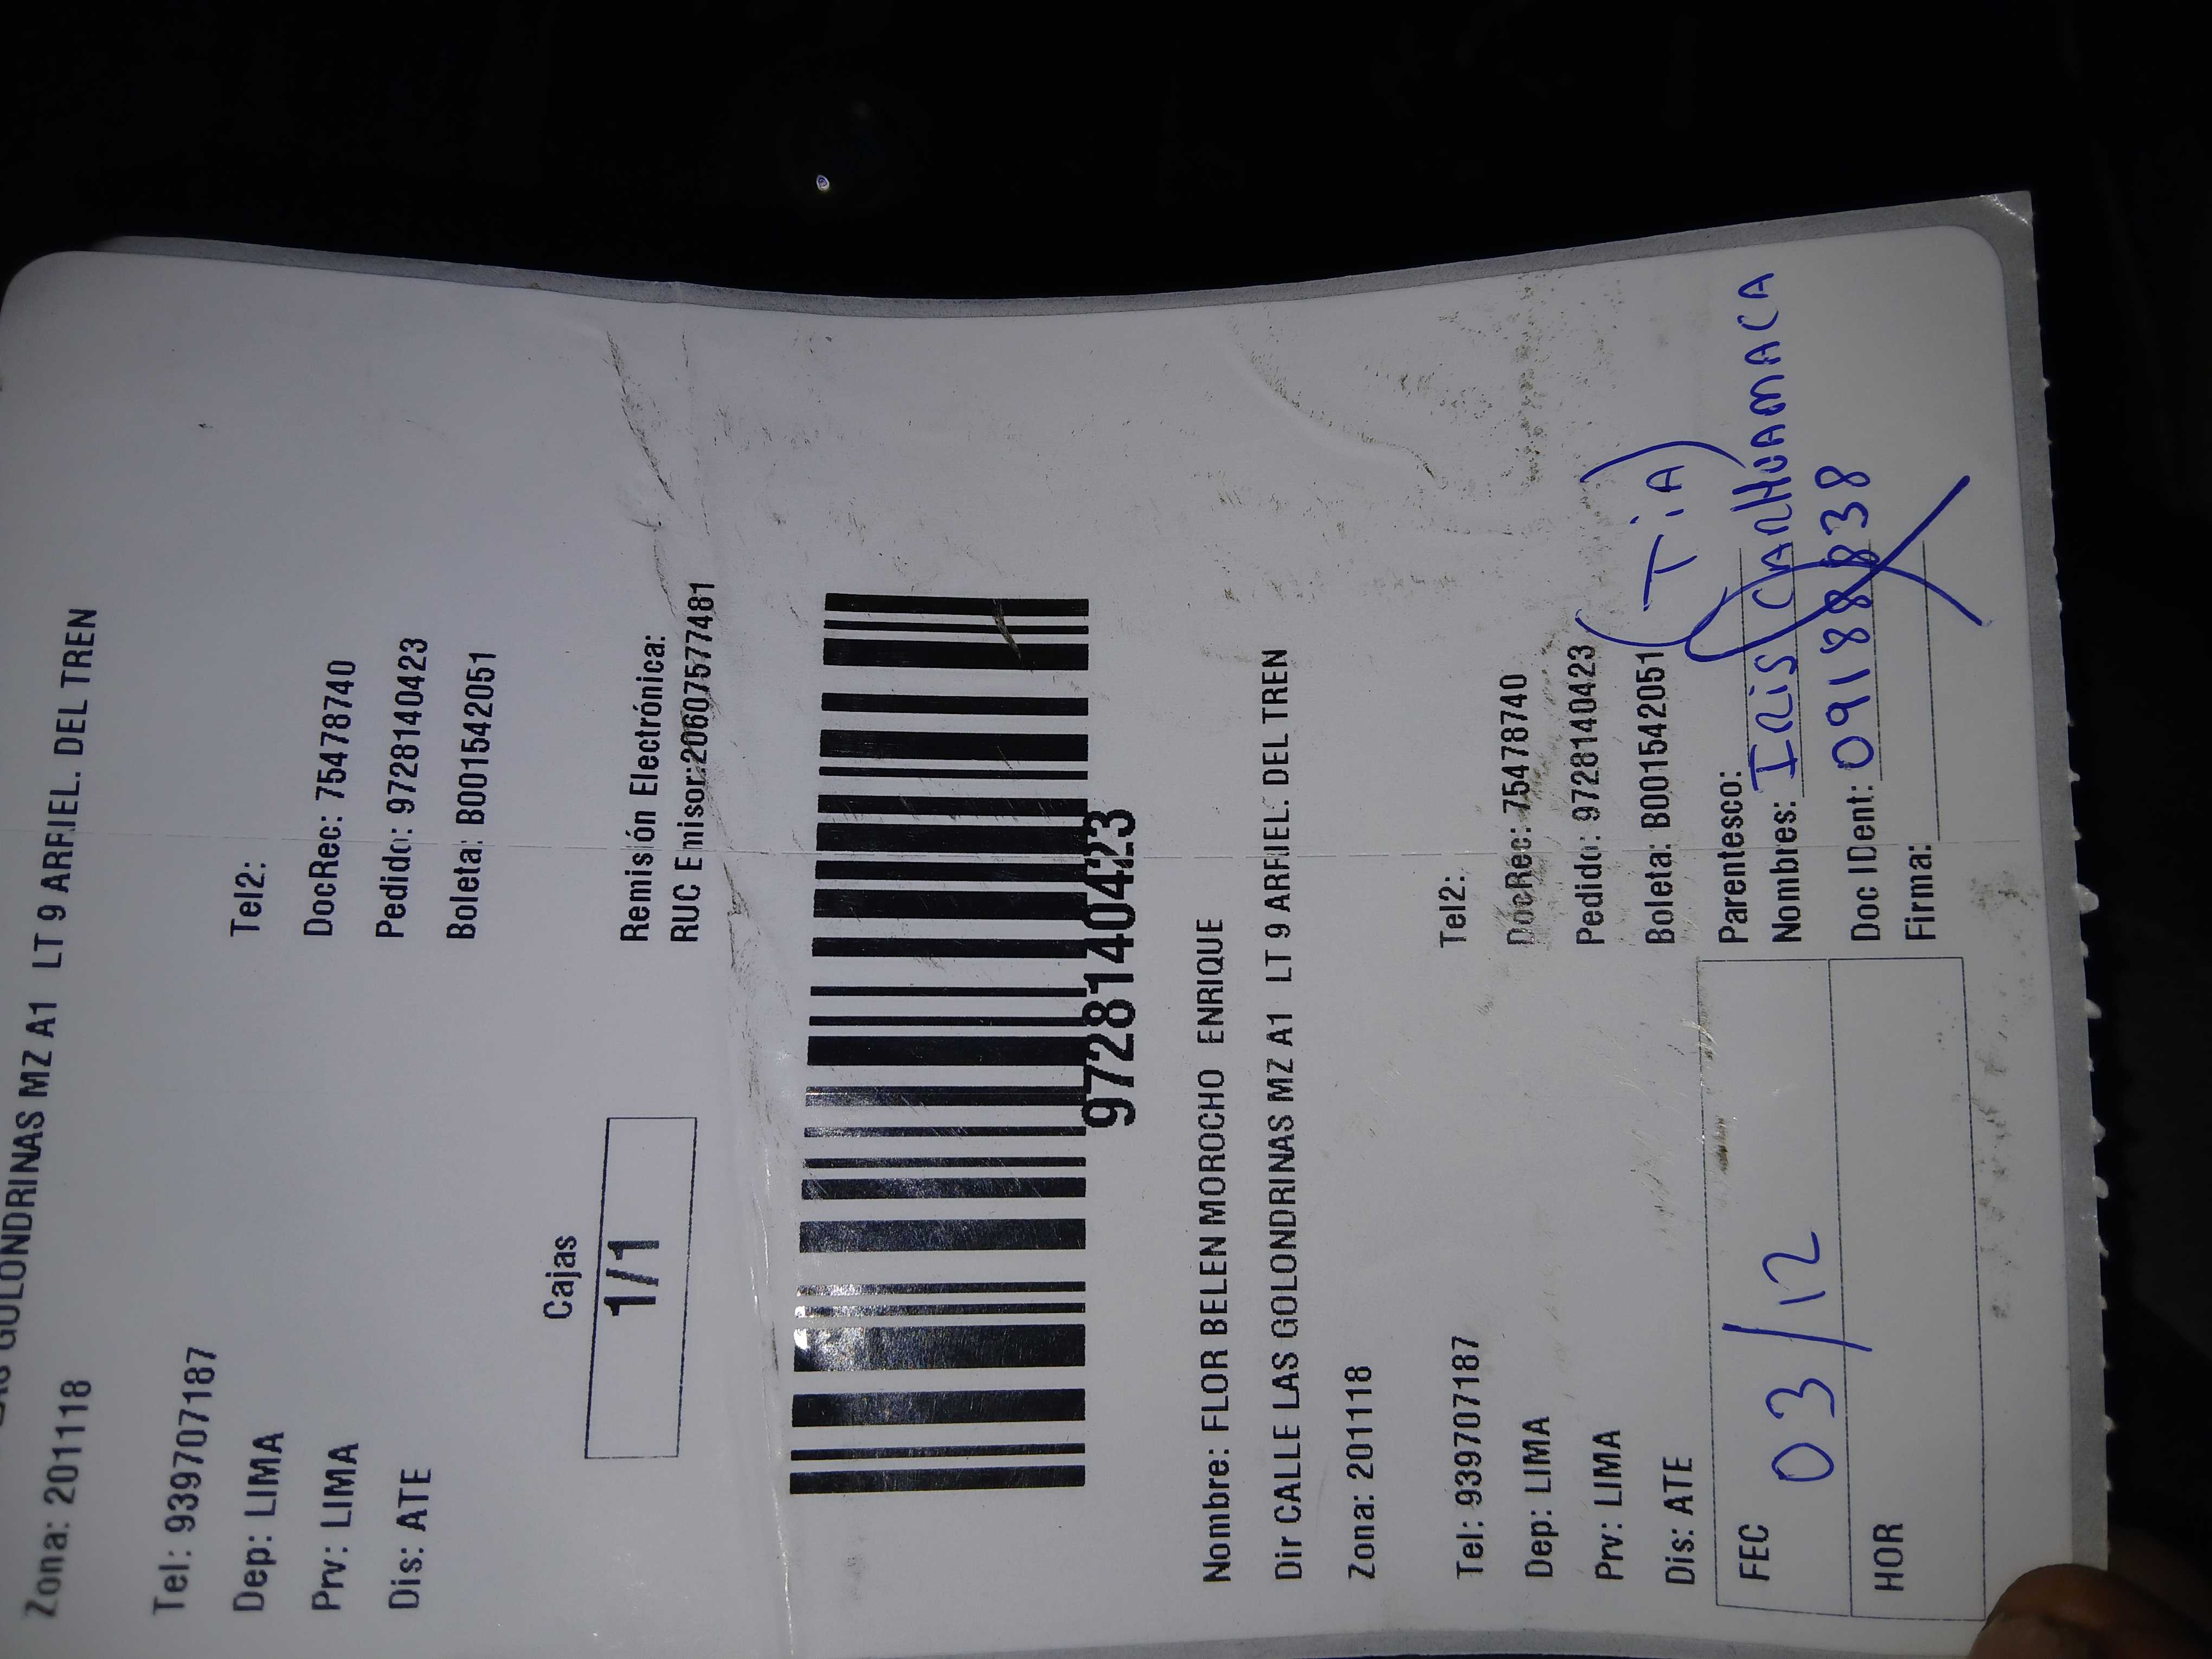 GOLONDRINAS MZ A1 LT 9 ARRIEL. DEL TREN
Zona: 201118
Tel: 939707187 Tel2:
Dep: LIMA DocRec: 75478740
Prv: LIMA Pedido: 9728140423
Dis: ATE Boleta: B001542051
Cajas
1/1
Remisión Electrónica:
RUC Emisor:20607577481
9728140423
Nombre: FLOR BELEN MOROCHO ENRIQUE
Dir CALLE LAS GOLONDRINAS MZ A1 LT 9 ARRIEL. DEL TREN
Zona: 201118
Tel: 939707187 Tel2:
Dep: LIMA DocRec: 75478740
Prv: LIMA Pedido: 9728140423
Dis: ATE Boleta: B001542051
FEC 03/12
HOR
Parentesco: (TiA)
Nombres: IRiS CARHUAMACA
Doc IDent: 09188838
Firma: